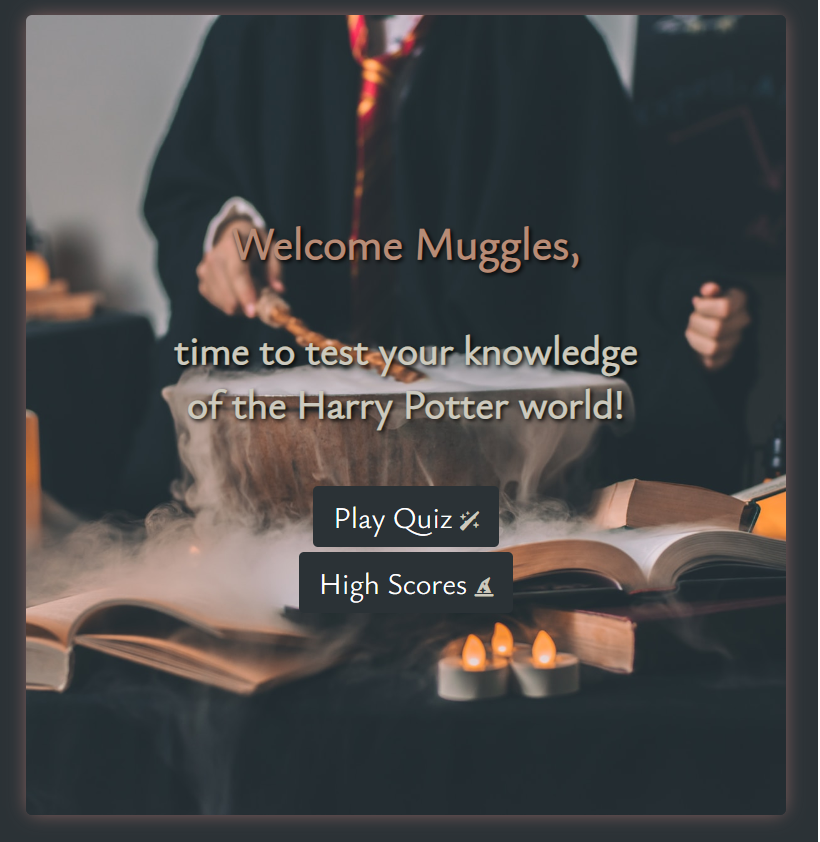 Welcome Muggles,
time to test your knowledge
of the Harry Potter world!
Play Quiz
High Scores